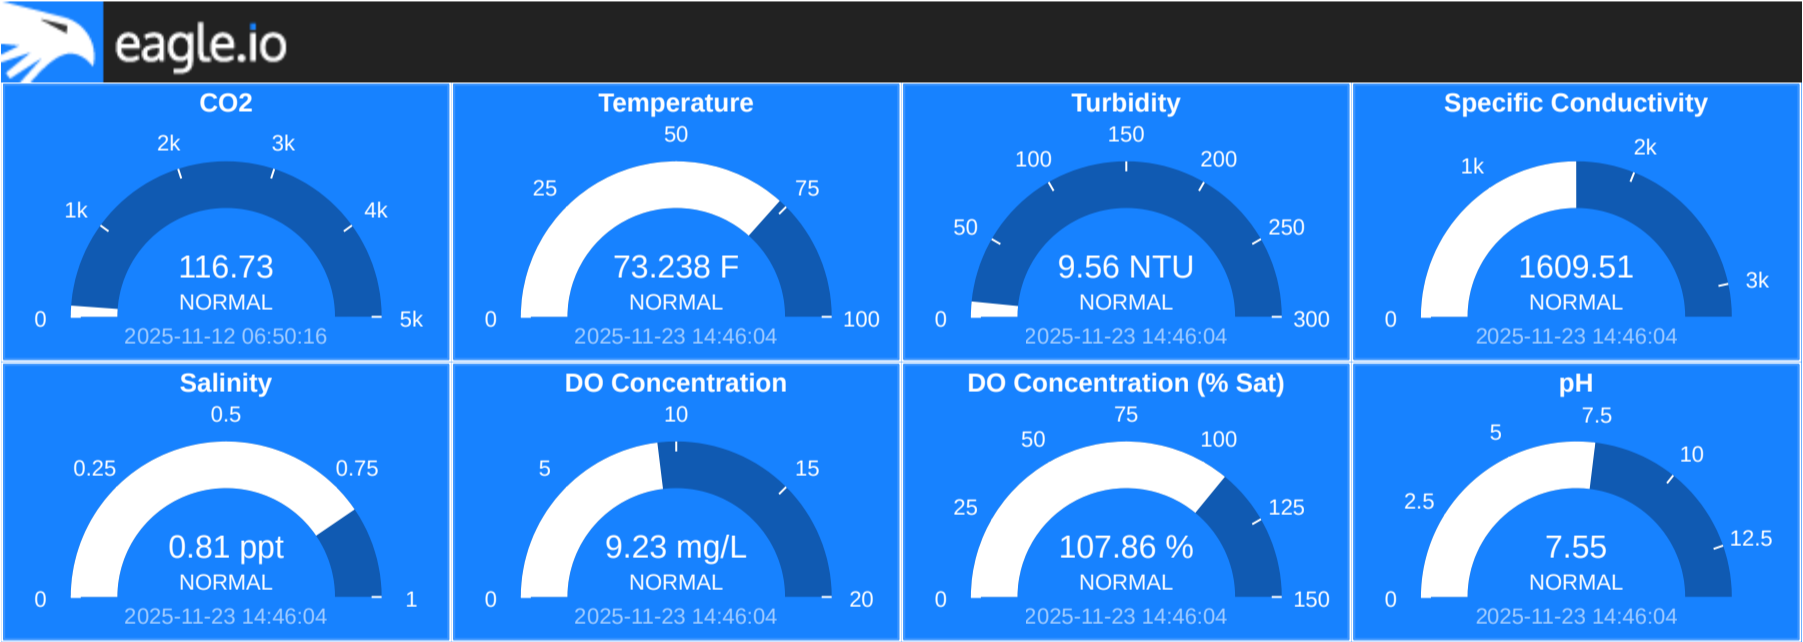 eagle.io
CO2
2k
3k
1k
4k
116.73
NORMAL
0
5k
2025-11-12 06:50:16
Temperature
50
25
75
73.238 F
NORMAL
0
100
2025-11-23 14:46:04
Turbidity
150
100
200
50
250
9.56 NTU
NORMAL
0
300
2025-11-23 14:46:04
Specific Conductivity
2k
1k
1609.51
3k
NORMAL
0
2025-11-23 14:46:04
Salinity
0.5
0.25
0.75
0.81 ppt
NORMAL
0
1
2025-11-23 14:46:04
DO Concentration
10
5
15
9.23 mg/L
NORMAL
0
20
2025-11-23 14:46:04
DO Concentration (% Sat)
75
50
100
25
125
107.86 %
NORMAL
0
150
2025-11-23 14:46:04
pH
7.5
5
10
2.5
12.5
7.55
NORMAL
0
2025-11-23 14:46:04